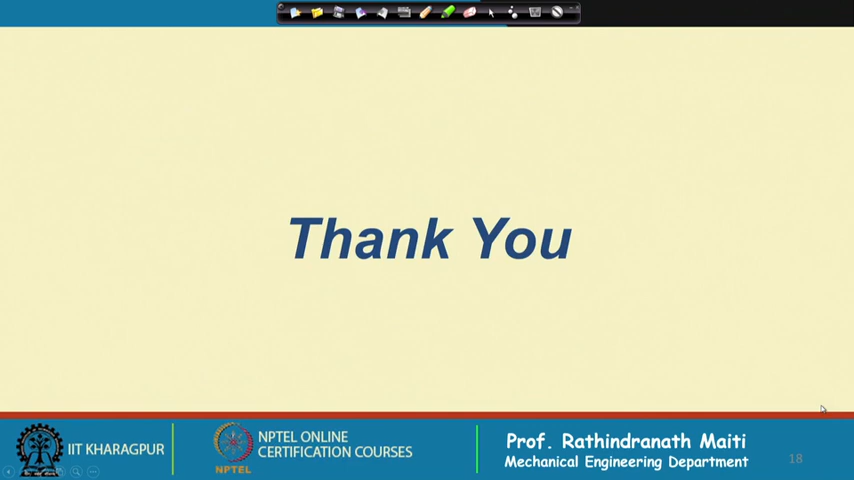 Thank You
IIT KHARAGPUR
NPTEL
NPTEL ONLINE
CERTIFICATION COURSES
Prof. Rathindranath Maiti
Mechanical Engineering Department
18